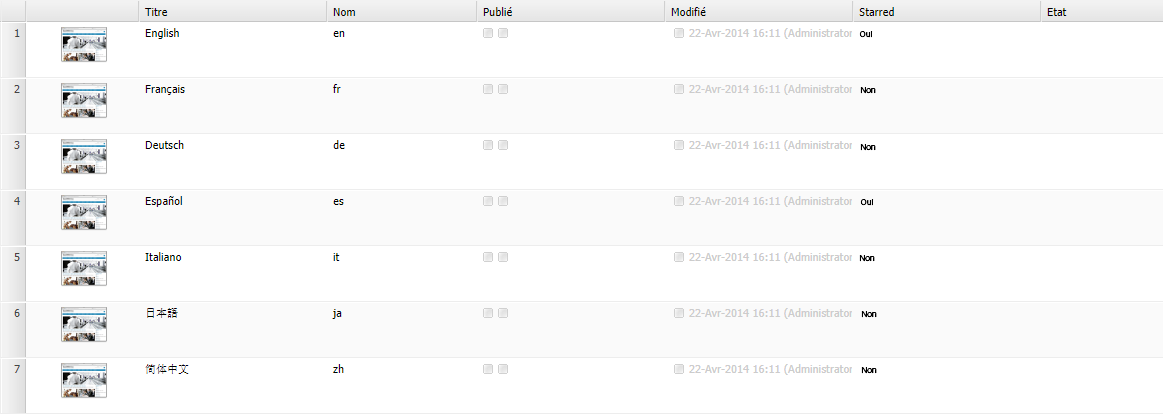 Titre Nom Publié Modifié Starred Etat
1 English en 22-Avr-2014 16:11 (Administrator Oui
2 Français fr 22-Avr-2014 16:11 (Administrator Non
3 Deutsch de 22-Avr-2014 16:11 (Administrator Non
4 Español es 22-Avr-2014 16:11 (Administrator Oui
5 Italiano it 22-Avr-2014 16:11 (Administrator Non
6 日本語 ja 22-Avr-2014 16:11 (Administrator Non
7 简体中文 zh 22-Avr-2014 16:11 (Administrator Non